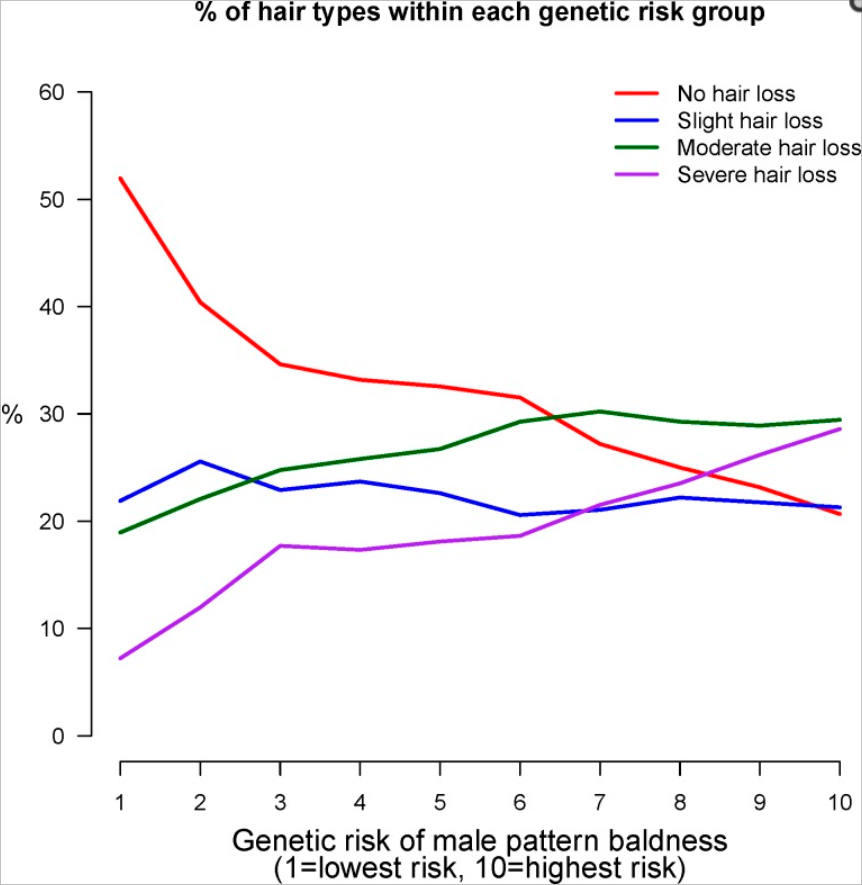 % of hair types within each genetic risk group
60
50
40
30
20
10
0
%
No hair loss
Slight hair loss
Moderate hair loss
Severe hair loss
1 2 3 4 5 6 7 8 9 10
Genetic risk of male pattern baldness
(1=lowest risk, 10=highest risk)